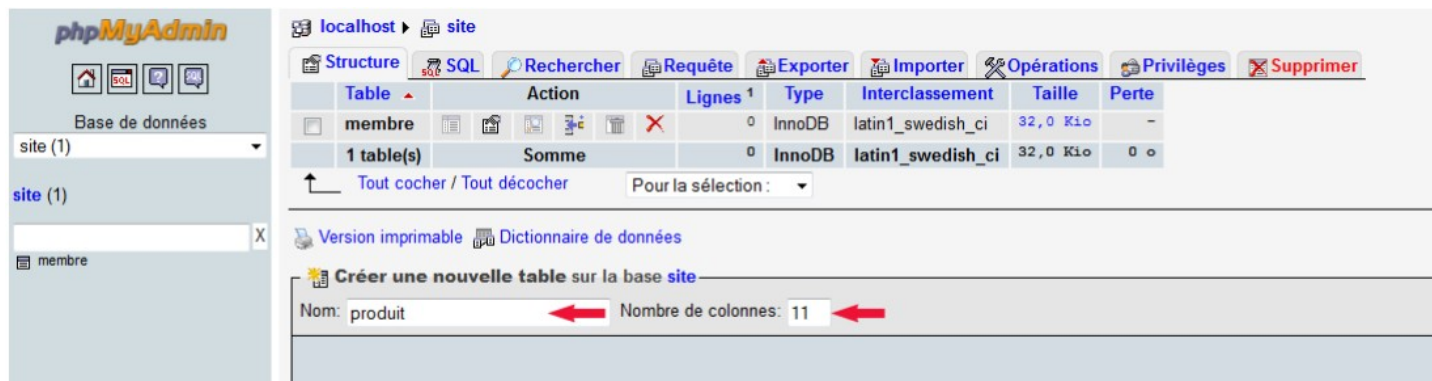 phpMyAdmin
SQL
SQL
Base de données
site (1)
site (1)
X
membre
localhost site
Structure SQL Rechercher Requête Exporter Importer Opérations Privilèges Supprimer
Table Action Lignes 1 Type Interclassement Taille Perte
membre 0 InnoDB latin1_swedish_ci 32,0 Kio -
1 table(s) Somme 0 InnoDB latin1_swedish_ci 32,0 Kio 0 o
Tout cocher / Tout décocher Pour la sélection :
Version imprimable Dictionnaire de données
Créer une nouvelle table sur la base site
Nom: produit Nombre de colonnes: 11